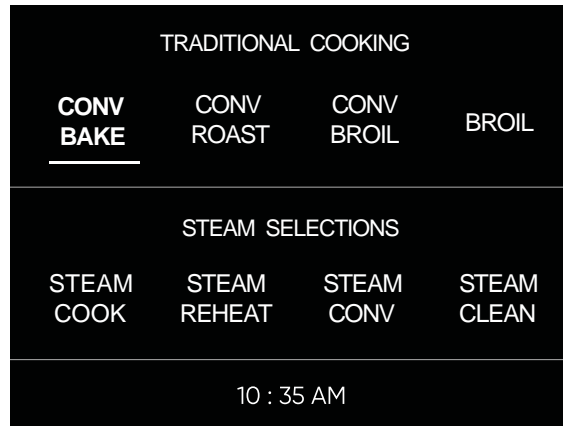 TRADITIONAL COOKING
CONV BAKE
CONV ROAST
CONV BROIL
BROIL
STEAM SELECTIONS
STEAM COOK
STEAM REHEAT
STEAM CONV
STEAM CLEAN
10 : 35 AM